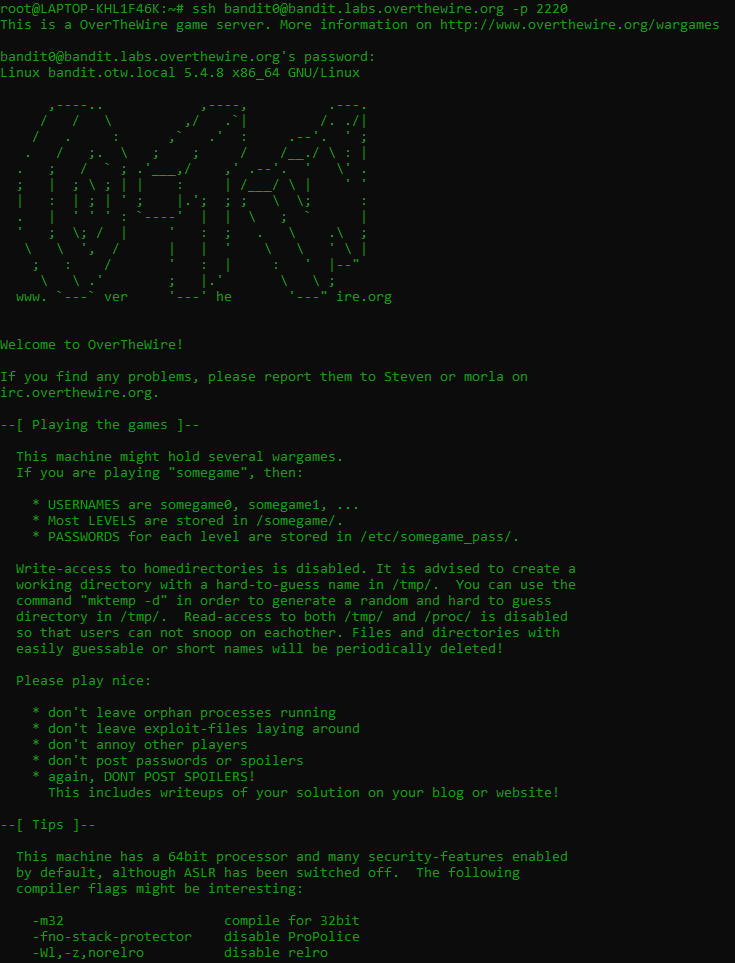 root@LAPTOP-KHL1F46K:~# ssh bandit0@bandit.labs.overthewire.org -p 2220
This is a OverTheWire game server. More information on http://www.overthewire.org/wargames

bandit0@bandit.labs.overthewire.org's password:
Linux bandit.otw.local 5.4.8 x86_64 GNU/Linux

      ,----..            ,----,          .---.
     /   /   \         ,/   .`|         /. ./|
    /   .     :      ,`   .'  :     .--'.  ' ;
   .   /   ;.  \   ;    ;     /    /__./ \ : |
  .   ;   /  ` ; .'___,/    ,' .--'.  '   \' .
  ;   |  ; \ ; | |    :     | /___/ \ |    ' '
  |   :  | ; | ' ;    |.';  ; ;   \  \;      :
  .   |  ' ' ' : `----'  |  |  \   ;  `      |
  '   ;  \; /  |     '   :  ;   .   \    .\  ;
   \   \  ',  /      |   |  '    \   \   ' \ |
    ;   :    /       '   :  |     :   '  |--"
     \   \ .'        ;   |.'       \   \ ;
  www. `---` ver     '---' he       '---" ire.org

Welcome to OverTheWire!

If you find any problems, please report them to Steven or morla on
irc.overthewire.org.

--[ Playing the games ]--

  This machine might hold several wargames.
  If you are playing "somegame", then:

    * USERNAMES are somegame0, somegame1, ...
    * Most LEVELS are stored in /somegame/.
    * PASSWORDS for each level are stored in /etc/somegame_pass/.

  Write-access to homedirectories is disabled. It is advised to create a
  working directory with a hard-to-guess name in /tmp/.  You can use the
  command "mktemp -d" in order to generate a random and hard to guess
  directory in /tmp/.  Read-access to both /tmp/ and /proc/ is disabled
  so that users can not snoop on eachother. Files and directories with
  easily guessable or short names will be periodically deleted!

  Please play nice:

    * don't leave orphan processes running
    * don't leave exploit-files laying around
    * don't annoy other players
    * don't post passwords or spoilers
    * again, DONT POST SPOILERS!
      This includes writeups of your solution on your blog or website!

--[ Tips ]--

  This machine has a 64bit processor and many security-features enabled
  by default, although ASLR has been switched off.  The following
  compiler flags might be interesting:

    -m32                    compile for 32bit
    -fno-stack-protector    disable ProPolice
    -Wl,-z,norelro          disable relro